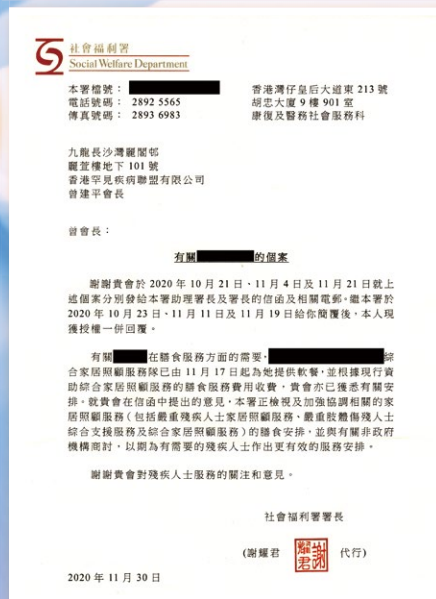 社會福利署
Social Welfare Department
本署檔號：
電話號碼： 2892 5565
傳真號碼： 2893 6983
香港灣仔皇后大道東 213 號
胡忠大廈 9 樓 901 室
康復及醫務社會服務科
九龍長沙灣麗閣邨
麗萱樓地下 101 號
香港罕見疾病聯盟有限公司
曾建平會長
曾會長：
有關 的個案
謝謝貴會於 2020 年 10 月 21 日、11 月 4 日及 11 月 21 日就上
述個案分別發給本署助理署長及署長的信函及相關電郵。繼本署於
2020 年 10 月 23 日、11 月 11 日及 11 月 19 日給你簡覆後，本人現
獲授權一併回覆。
有關 在膳食服務方面的需要， 綜
合家居照顧服務隊已由 11 月 17 日起為她提供軟餐，並根據現行資
助綜合家居照顧服務的膳食服務費用收費，貴會亦已獲悉有關安
排。就貴會在信函中提出的意見，本署正檢視及加強協調相關的家
居照顧服務（包括嚴重殘疾人士家居照顧服務，嚴重肢體傷殘人士
綜合支援服務及綜合家居照顧服務）的膳食安排，並與有關非政府
機構商討，以期為有需要的殘疾人士作出更有效的服務安排。
謝謝貴會對殘疾人士服務的關注和意見。
社會福利署署長
(謝耀君 謝耀君 代行)
2020 年 11 月 30 日